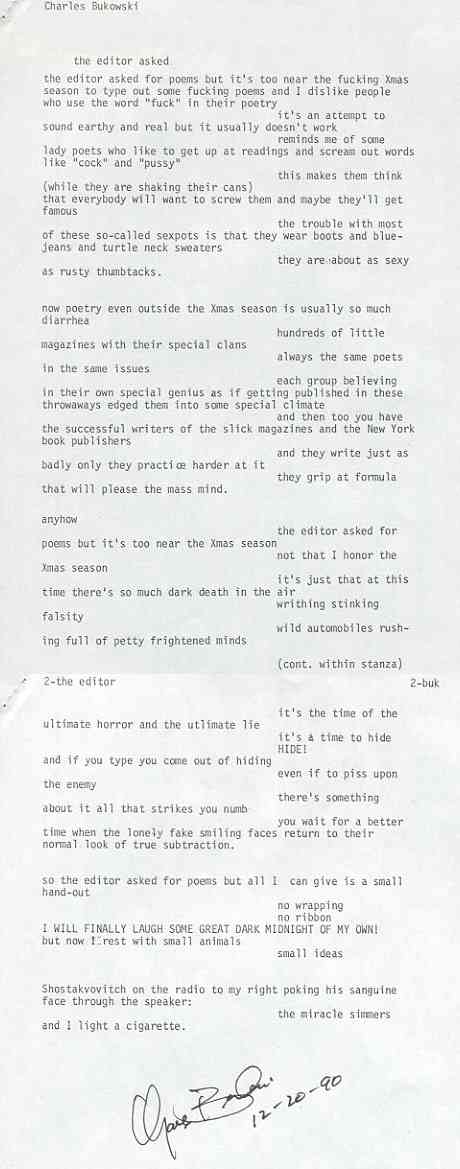 Charles Bukowski
the editor asked
the editor asked for poems but it's too near the fucking Xmas
season to type out some fucking poems and I dislike people
who use the word "fuck" in their poetry
it's an attempt to
sound earthy and real but it usually doesn't work
reminds me of some
lady poets who like to get up at readings and scream out words
like "cock" and "pussy"
this makes them think
(while they are shaking their cans)
that everybody will want to screw them and maybe they'll get
famous
the trouble with most
of these so-called sexpots is that they wear boots and blue-
jeans and turtle neck sweaters
they are about as sexy
as rusty thumbtacks.
now poetry even outside the Xmas season is usually so much
diarrhea
hundreds of little
magazines with their special clans
always the same poets
in the same issues
each group believing
in their own special genius as if getting published in these
throwaways edged them into some special climate
and then too you have
the successful writers of the slick magazines and the New York
book publishers
and they write just as
badly only they practice harder at it
they grip at formula
that will please the mass mind.
anyhow
the editor asked for
poems but it's too near the Xmas season
not that I honor the
Xmas season
it's just that at this
time there's so much dark death in the air
writhing stinking
falsity
wild automobiles rush-
ing full of petty frightened minds
(cont. within stanza)
2-the editor 2-buk
it's the time of the
ultimate horror and the utlimate lie
it's a time to hide
HIDE!
and if you type you come out of hiding
even if to piss upon
the enemy
there's something
about it all that strikes you numb
you wait for a better
time when the lonely fake smiling faces return to their
normal look of true subtraction.
so the editor asked for poems but all I can give is a small
hand-out
no wrapping
no ribbon
I WILL FINALLY LAUGH SOME GREAT DARK MIDNIGHT OF MY OWN!
but now I rest with small animals
small ideas
Shostakvovitch on the radio to my right poking his sanguine
face through the speaker:
the miracle simmers
and I light a cigarette.
12-20-90